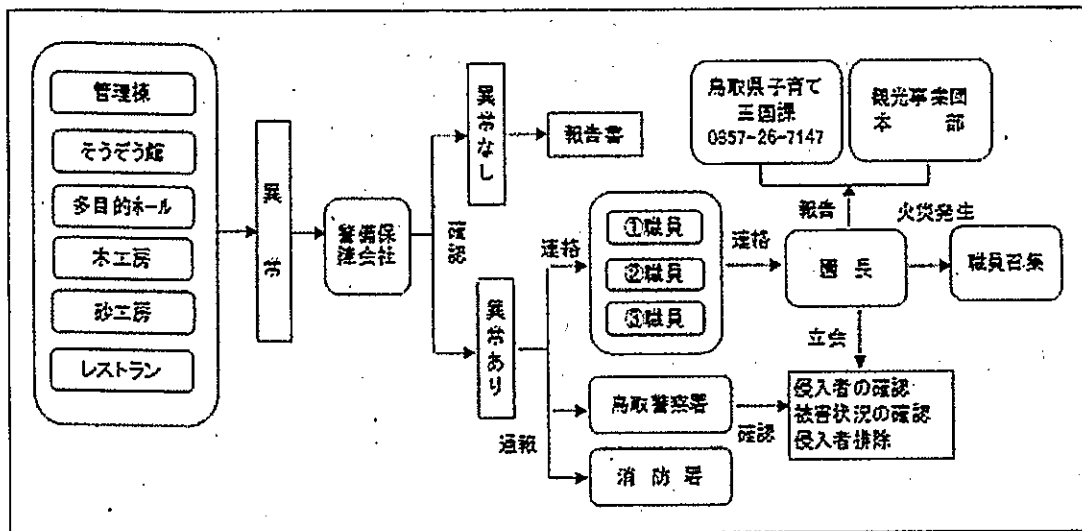 管理棟
そうぞう館
多目的ホール
木工房
砂工房
レストラン
異常
警備保
障会社
確認
異常なし
報告書
異常あり
連絡
通報
①職員
②職員
③職員
鳥取警察署
消防署
連絡
鳥取県子育て
王国課
0857-26-7147
観光事業団
本部
報告
火災発生
園長
職員召集
立会
確認
侵入者の確認
被害状況の確認
侵入者排除